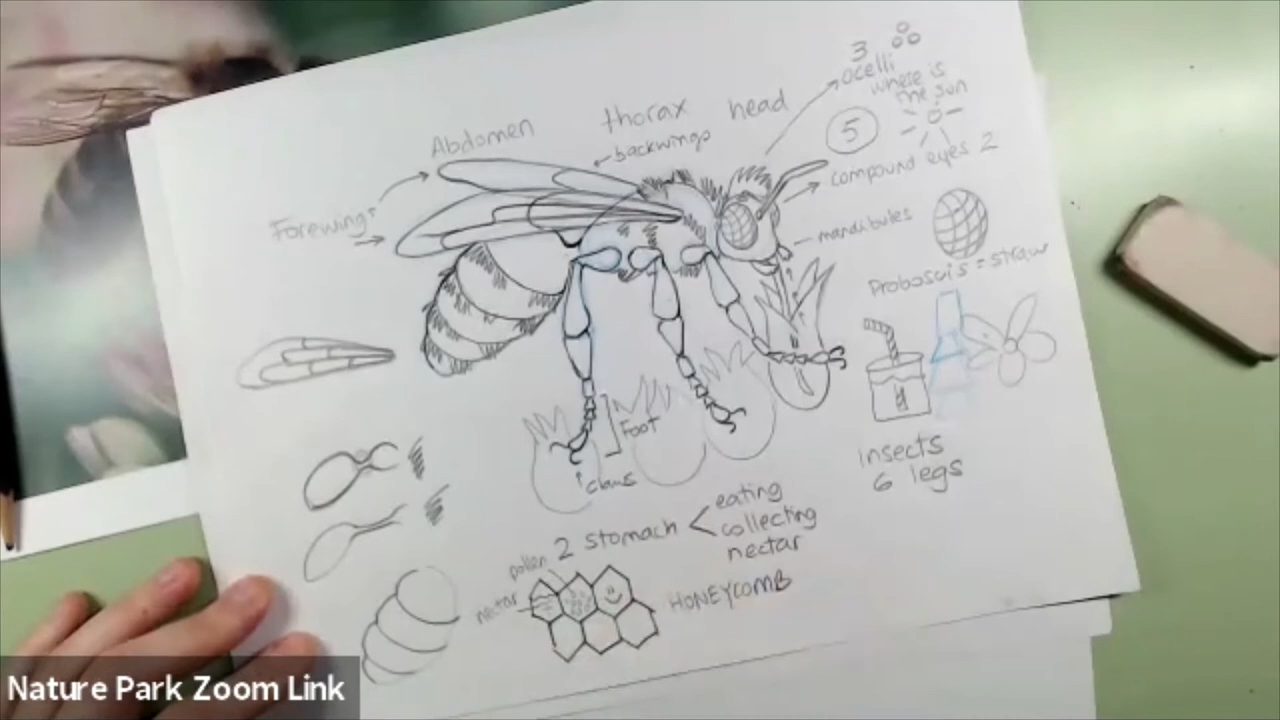 3
ocelli
where is
the sun
thorax
head
Abdomen
backwings
5
compound eyes 2
Forewings
mandibules
Proboscis = straw
Foot
claws
insects
6 legs
2 stomach < eating
collecting
nectar
pollen
nectar
HONEYCOMB
Nature Park Zoom Link